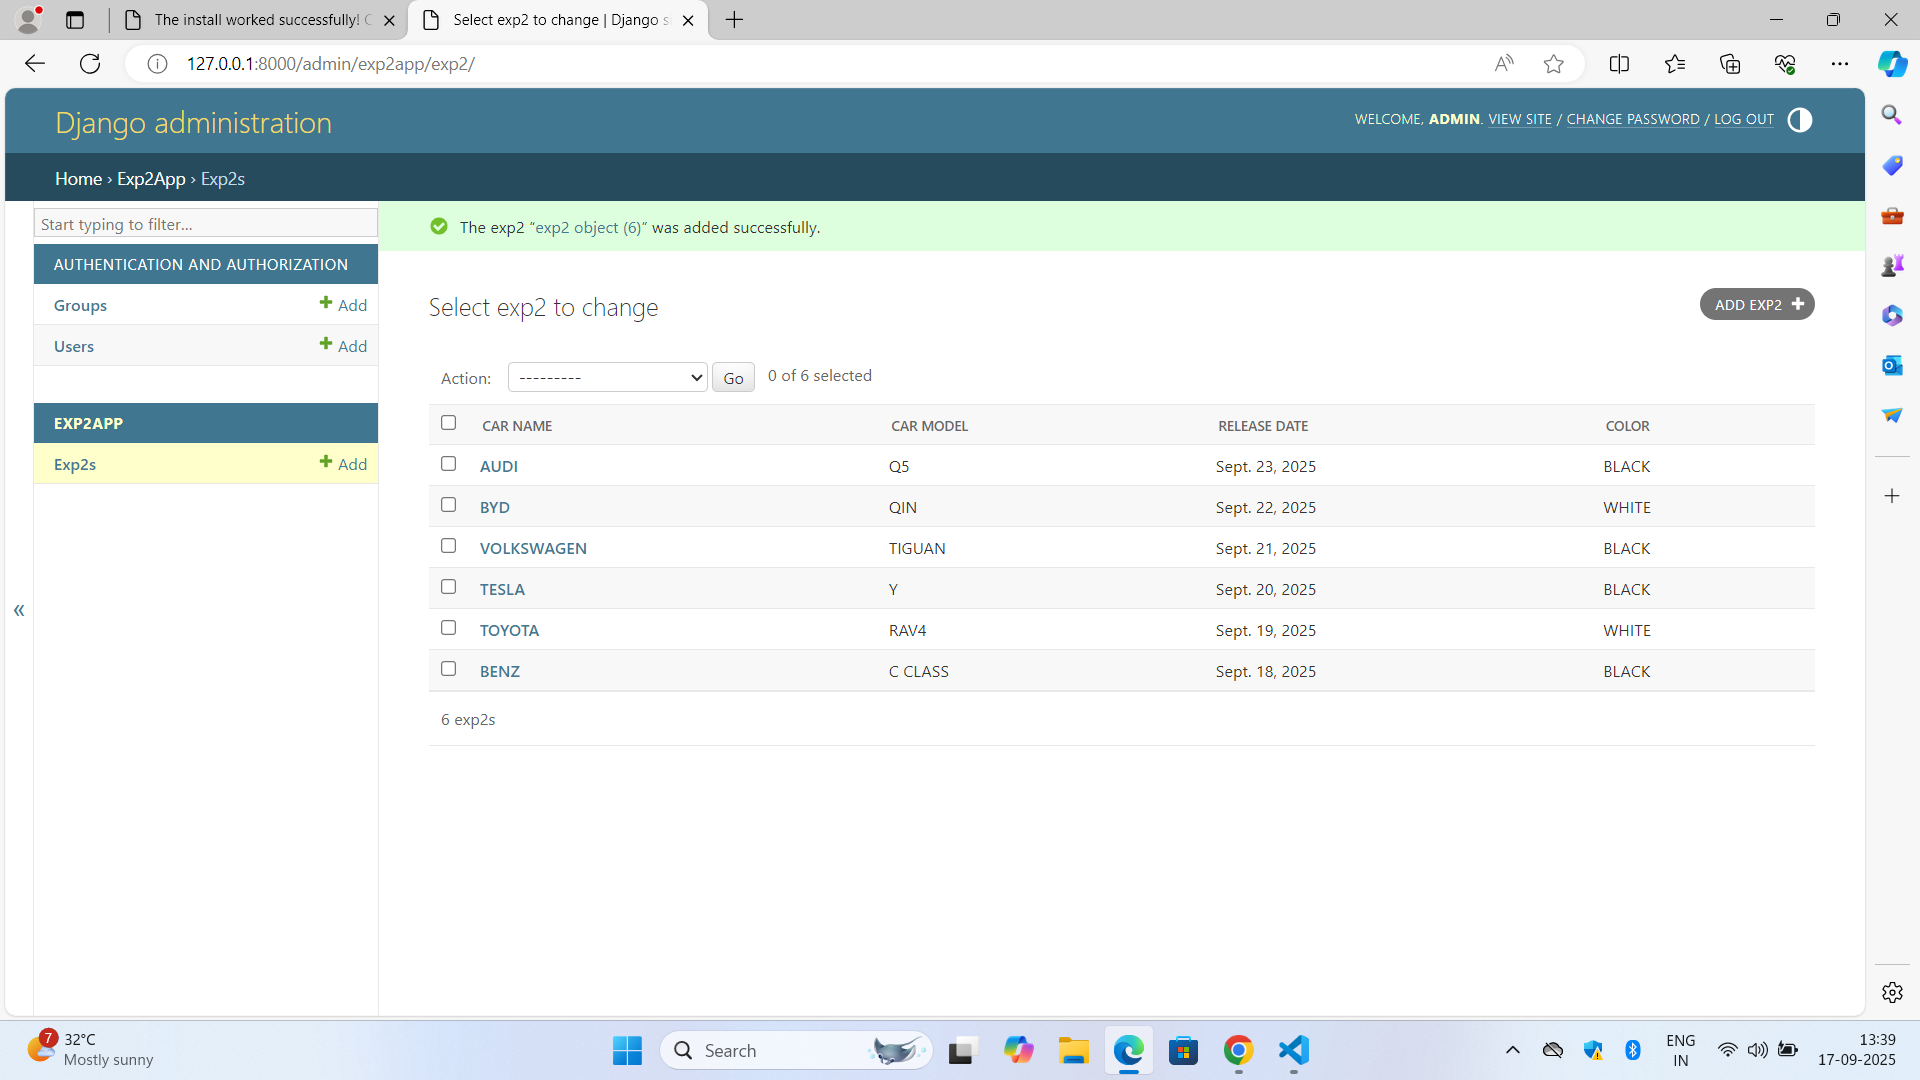 The install worked successfully! C
Select exp2 to change | Django s
127.0.0.1:8000/admin/exp2app/exp2/
Django administration
WELCOME, ADMIN. VIEW SITE / CHANGE PASSWORD / LOG OUT
Home › Exp2App › Exp2s
Start typing to filter...
The exp2 “exp2 object (6)” was added successfully.
AUTHENTICATION AND AUTHORIZATION
Groups Add
Users Add
EXP2APP
Exp2s Add
«
Select exp2 to change
ADD EXP2
Action: --------- Go 0 of 6 selected
CAR NAME CAR MODEL RELEASE DATE COLOR
AUDI Q5 Sept. 23, 2025 BLACK
BYD QIN Sept. 22, 2025 WHITE
VOLKSWAGEN TIGUAN Sept. 21, 2025 BLACK
TESLA Y Sept. 20, 2025 BLACK
TOYOTA RAV4 Sept. 19, 2025 WHITE
BENZ C CLASS Sept. 18, 2025 BLACK
6 exp2s
7
32°C
Mostly sunny
Search
ENG
IN
13:39
17-09-2025